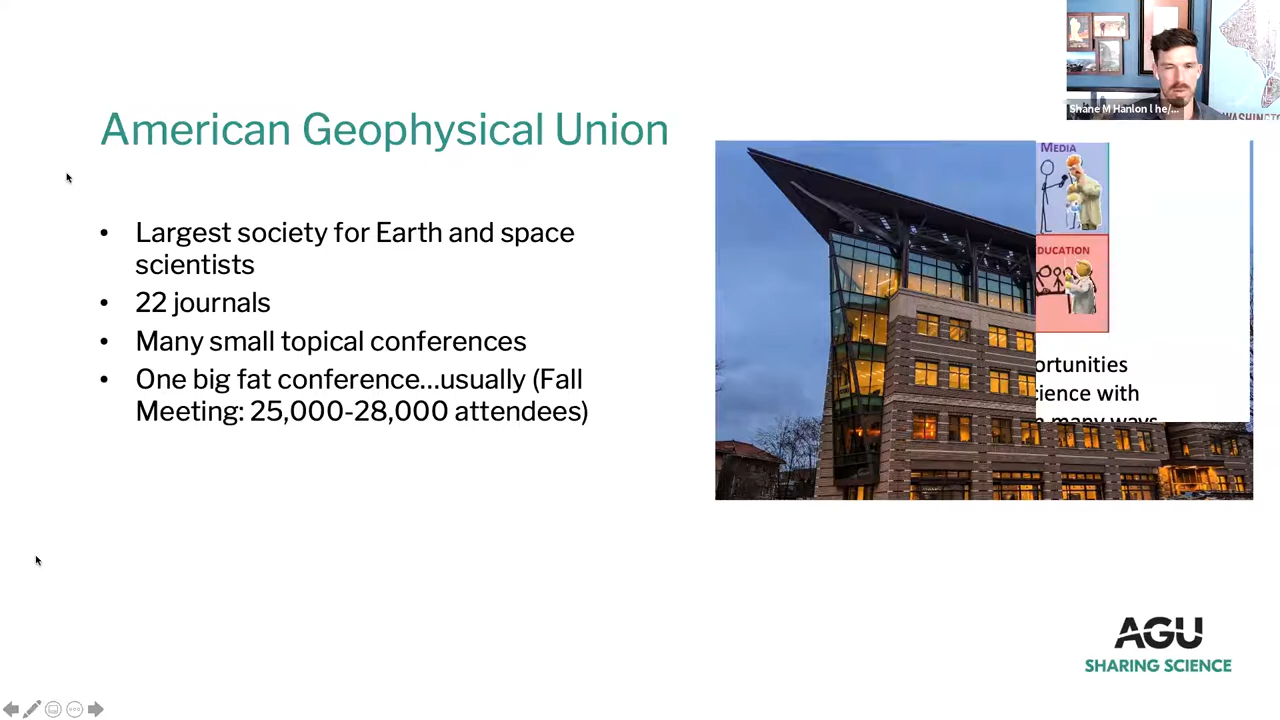 Shane M Hanlon l he/...
American Geophysical Union
MEDIA
• Largest society for Earth and space
scientists
• 22 journals
• Many small topical conferences
• One big fat conference...usually (Fall
Meeting: 25,000-28,000 attendees)
DUCATION
ortunities
cience with
many ways
AGU
SHARING SCIENCE